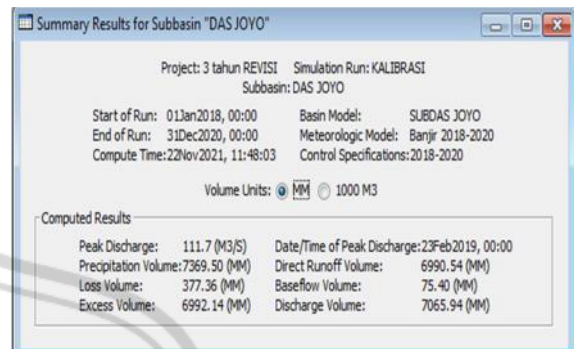 Summary Results for Subbasin "DAS JOYO"
Project: 3 tahun REVISI Simulation Run: KALIBRASI
Subbasin: DAS JOYO
Start of Run: 01Jan2018, 00:00 Basin Model: SUBDAS JOYO
End of Run: 31Dec2020, 00:00 Meteorologic Model: Banjir 2018-2020
Compute Time:22Nov2021, 11:48:03 Control Specifications:2018-2020
Volume Units: MM 1000 M3
Computed Results
Peak Discharge: 111.7 (M3/S) Date/Time of Peak Discharge:23Feb2019, 00:00
Precipitation Volume:7369.50 (MM) Direct Runoff Volume: 6990.54 (MM)
Loss Volume: 377.36 (MM) Baseflow Volume: 75.40 (MM)
Excess Volume: 6992.14 (MM) Discharge Volume: 7065.94 (MM)